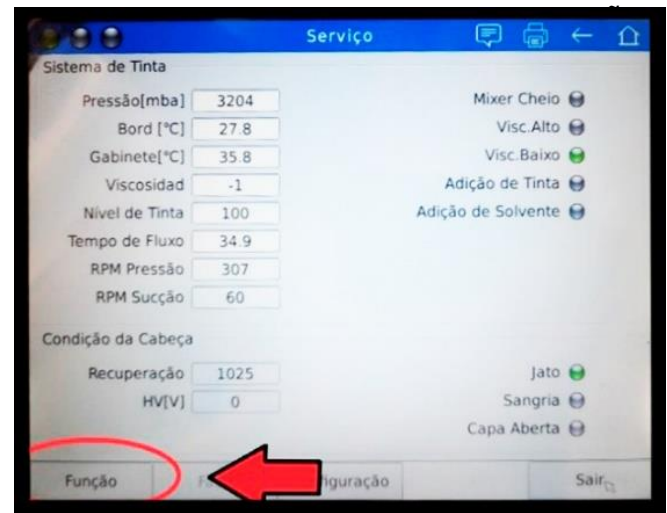 Serviço
Sistema de Tinta
Pressão[mba] 3204 Mixer Cheio
Bord [°C] 27.8 Visc.Alto
Gabinete[°C] 35.8 Visc.Baixo
Viscosidad -1 Adição de Tinta
Nível de Tinta 100 Adição de Solvente
Tempo de Fluxo 34.9
RPM Pressão 307
RPM Sucção 60
Condição da Cabeça
Recuperação 1025 Jato
HV[V] 0 Sangria
Capa Aberta
Função Sair